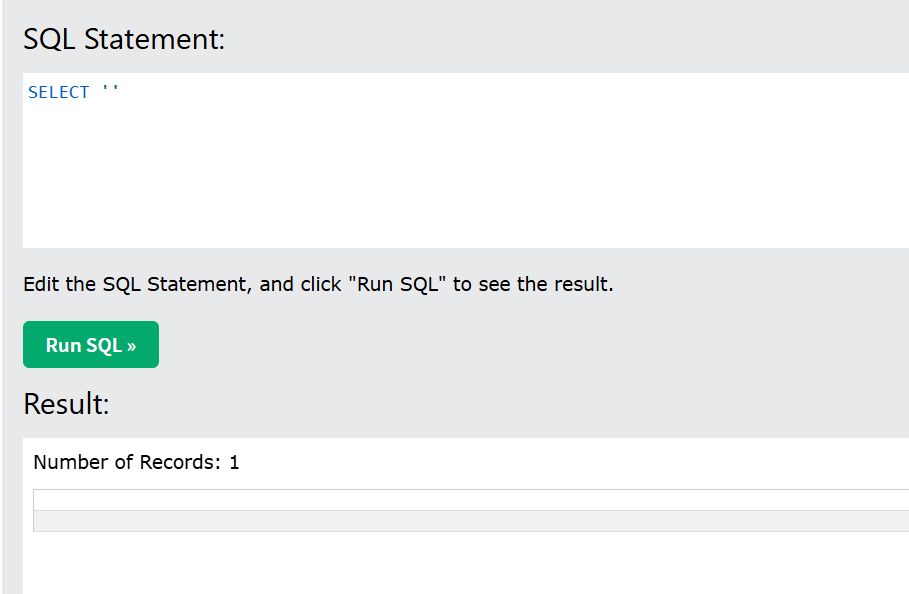 SQL Statement:
SELECT ''
Edit the SQL Statement, and click "Run SQL" to see the result.
Run SQL »
Result:
Number of Records: 1